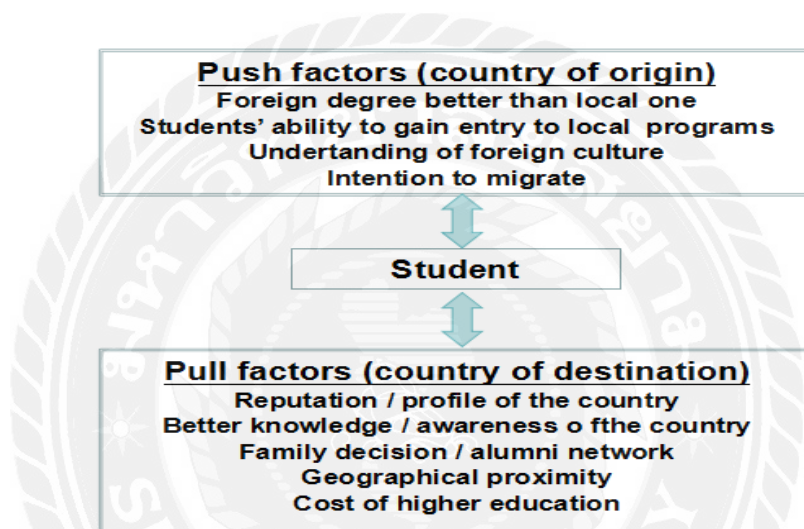 Push factors (country of origin)
Foreign degree better than local one
Students’ ability to gain entry to local programs
Undertanding of foreign culture
Intention to migrate
Student
Pull factors (country of destination)
Reputation / profile of the country
Better knowledge / awareness o fthe country
Family decision / alumni network
Geographical proximity
Cost of higher education